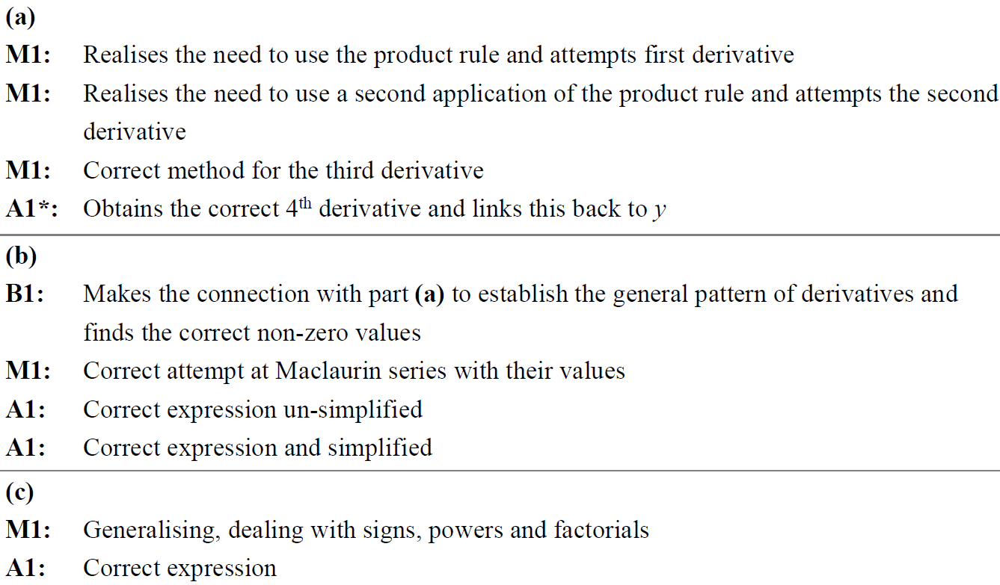 (a)
M1: Realises the need to use the product rule and attempts first derivative
M1: Realises the need to use a second application of the product rule and attempts the second
derivative
M1: Correct method for the third derivative
A1*: Obtains the correct 4th derivative and links this back to y
(b)
B1: Makes the connection with part (a) to establish the general pattern of derivatives and
finds the correct non-zero values
M1: Correct attempt at Maclaurin series with their values
A1: Correct expression un-simplified
A1: Correct expression and simplified
(c)
M1: Generalising, dealing with signs, powers and factorials
A1: Correct expression